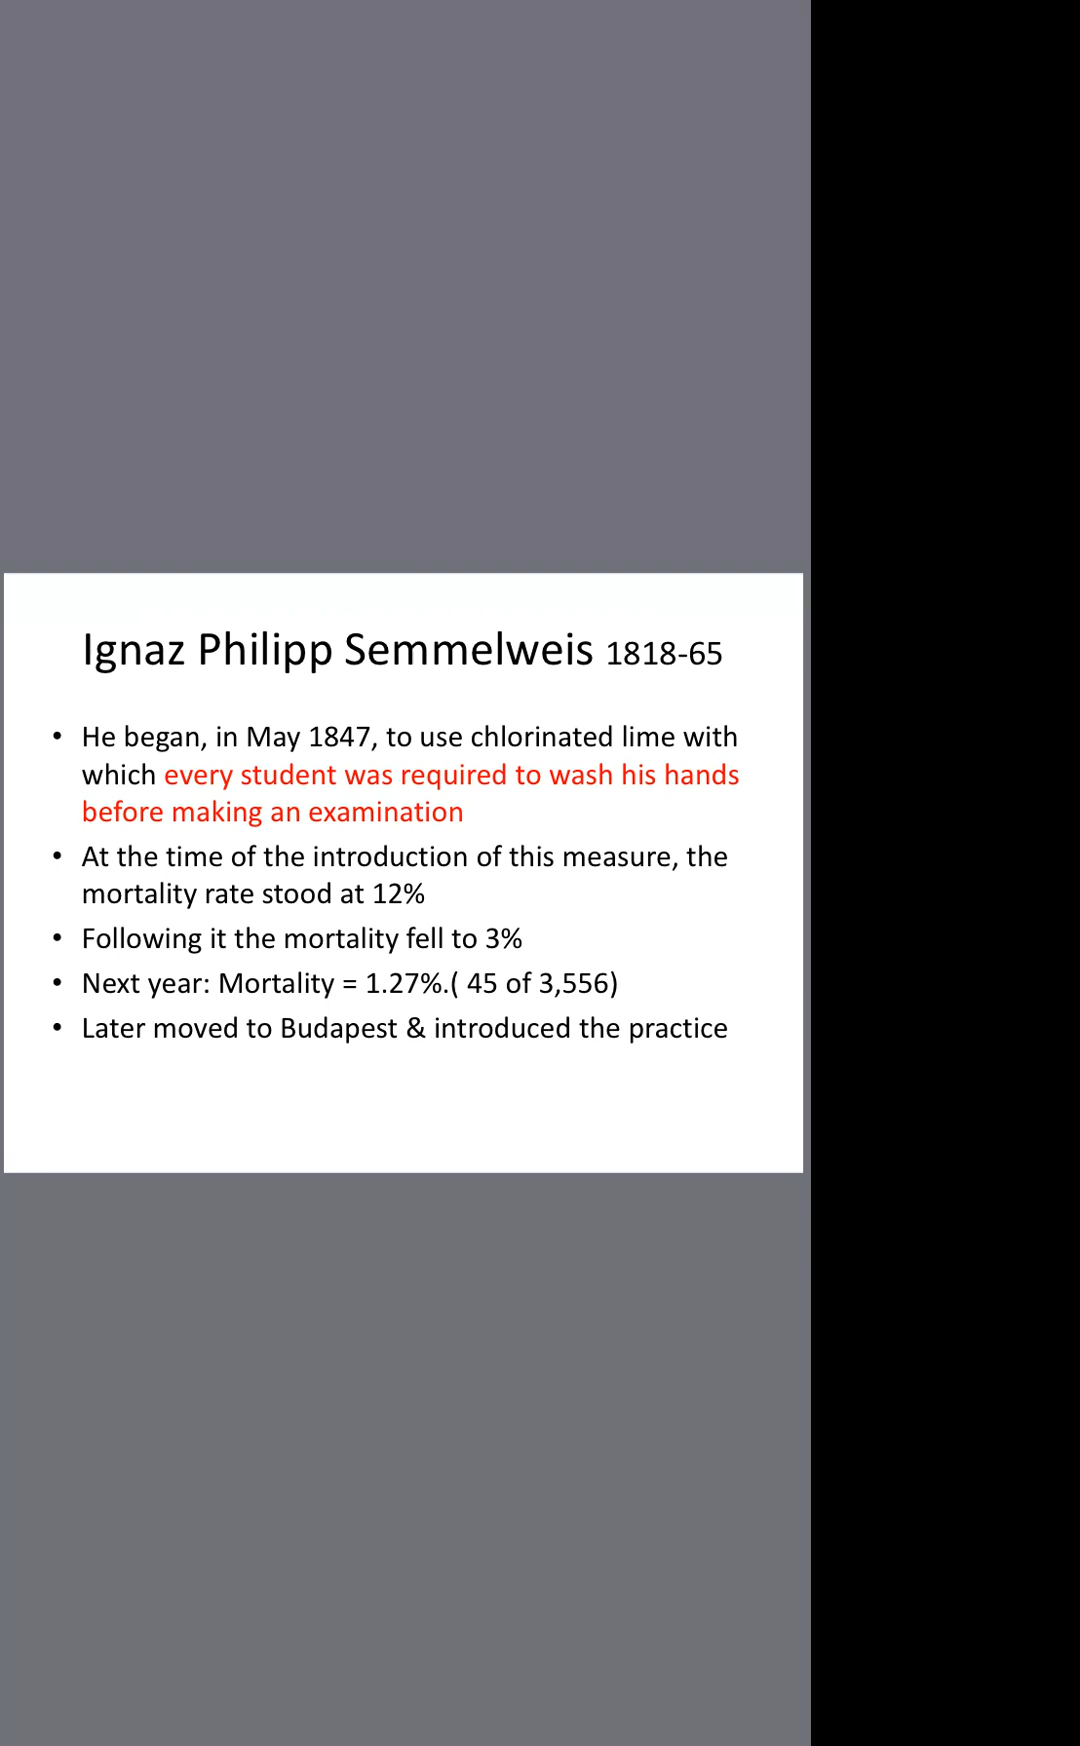 Ignaz Philipp Semmelweis 1818-65
• He began, in May 1847, to use chlorinated lime with
which every student was required to wash his hands
before making an examination
• At the time of the introduction of this measure, the
mortality rate stood at 12%
• Following it the mortality fell to 3%
• Next year: Mortality = 1.27%.( 45 of 3,556)
• Later moved to Budapest & introduced the practice